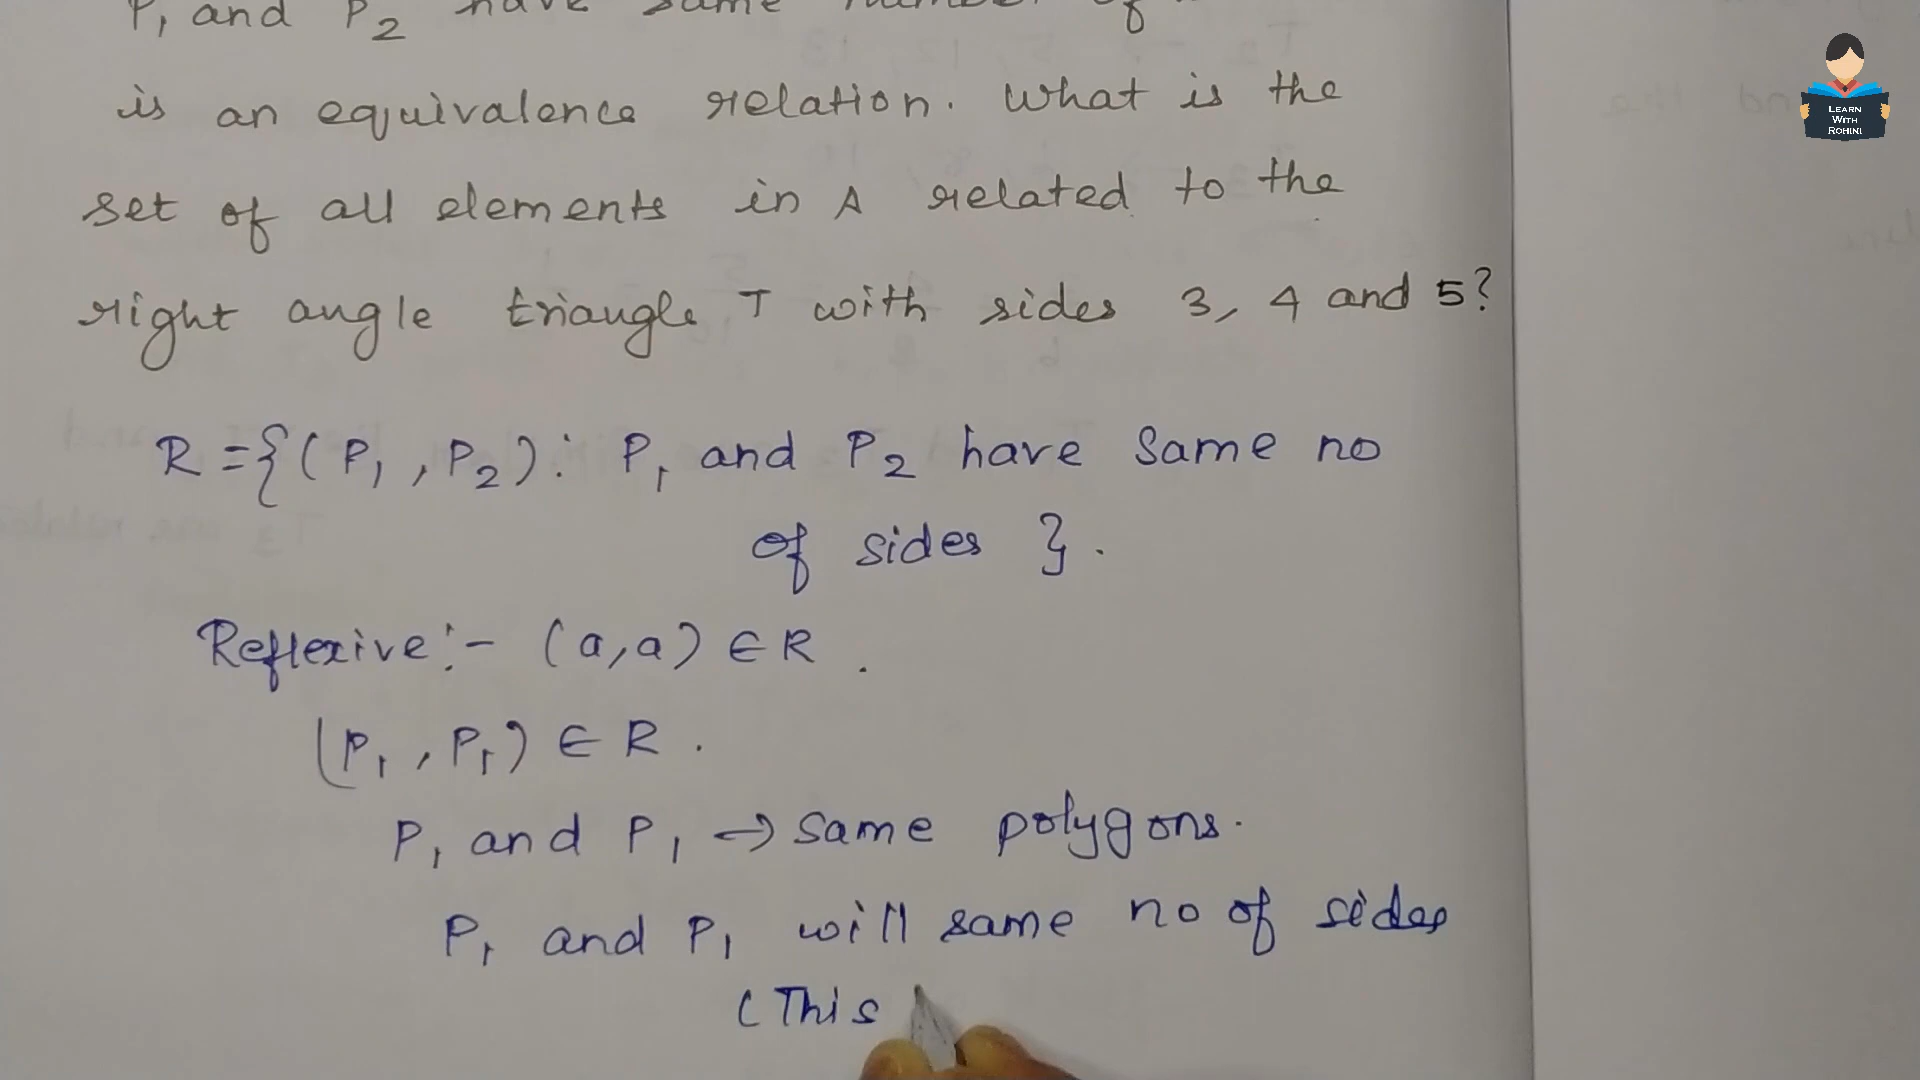 P1 and P2 have same number of
is an equivalence relation. What is the
set of all elements in A related to the
right angle triangle T with sides 3, 4 and 5?
R = {(P1, P2): P1 and P2 have same no
of sides }.
Reflexive:- (a,a) ∈ R.
(P1, P1) ∈ R.
P1 and P1 → same polygons.
P1 and P1 will same no of sides
(This
LEARN
WITH
ROHINI